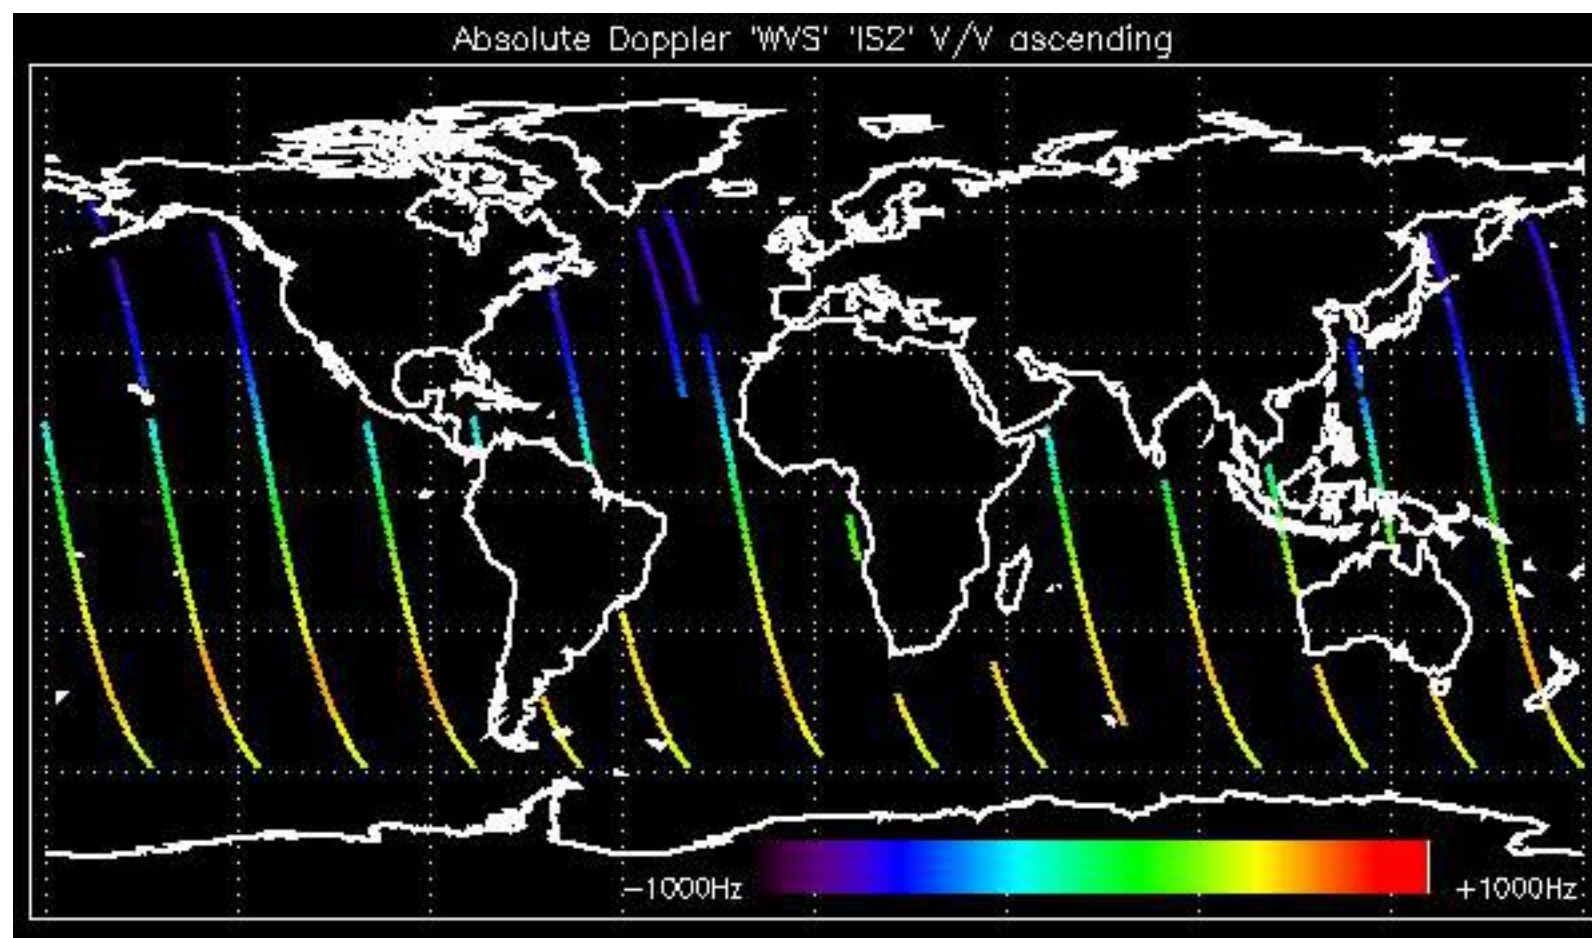 Absolute Doppler 'WVS' 'IS2' V/V ascending
-1000Hz
+1000Hz